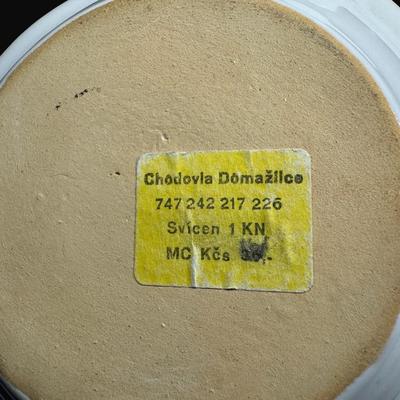 Chodovia Domažlice
747 242 217 226
Svícen 1 KN
MC Kčs